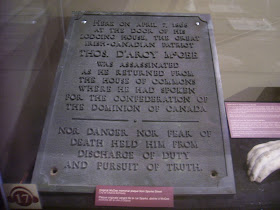 HERE ON APRIL 7, 1868
AT THE DOOR OF HIS
LODGING HOUSE, THE GREAT
IRISH-CANADIAN PATRIOT
THOS. D'ARCY McGEE
WAS ASSASSINATED
AS HE RETURNED FROM
THE HOUSE OF COMMONS
WHERE HE HAD SPOKEN
FOR THE CONFEDERATION OF
THE DOMINION OF CANADA
NOR DANGER NOR FEAR OF
DEATH HELD HIM FROM
DISCHARGE OF DUTY
AND PURSUIT OF TRUTH.
17